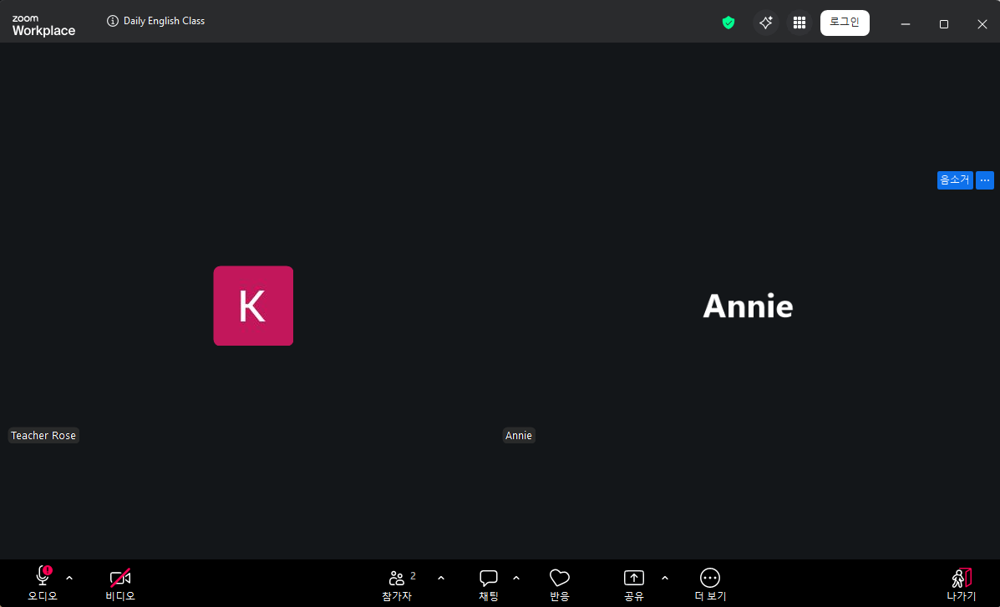 zoom
Workplace
Daily English Class
로그인
음소거
K
Annie
Teacher Rose
Annie
오디오
비디오
2
참가자
채팅
반응
공유
더 보기
나가기